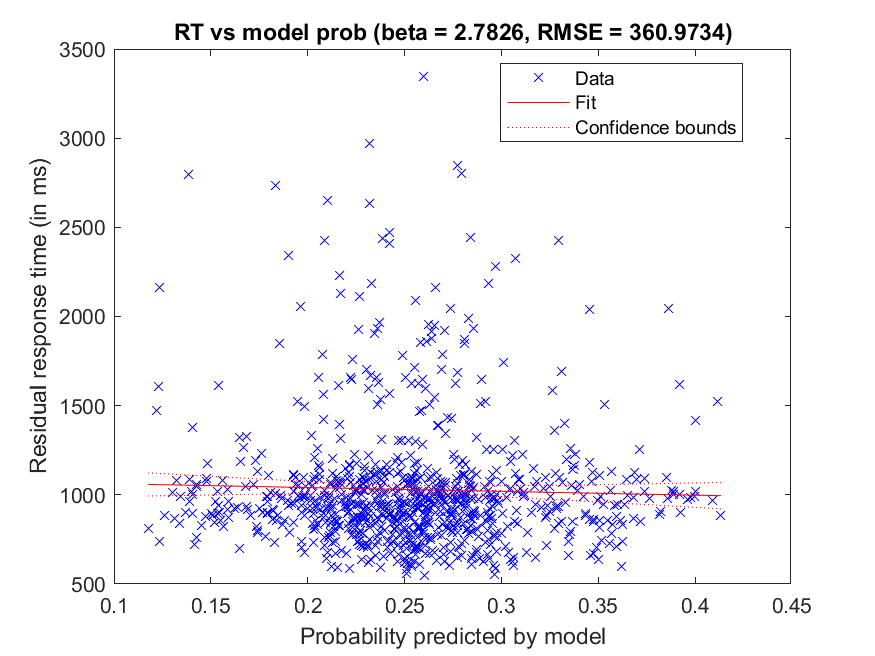 RT vs model prob (beta = 2.7826, RMSE = 360.9734)
3500
3000
2500
2000
1500
1000
500
Residual response time (in ms)
Data
Fit
Confidence bounds
0.1 0.15 0.2 0.25 0.3 0.35 0.4 0.45
Probability predicted by model